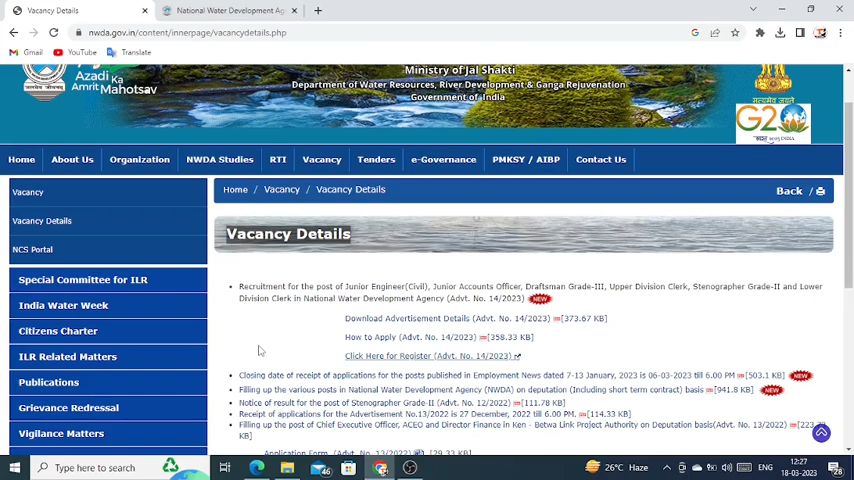 Vacancy Details
National Water Development Age
nwda.gov.in/content/innerpage/vacancydetails.php
Gmail
YouTube
Translate
Azadi Ka
Amrit Mahotsav
Ministry of Jal Shakti
Department of Water Resources, River Development & Ganga Rejuvenation
Government of India
सत्यमेव जयते
Home
About Us
Organization
NWDA Studies
RTI
Vacancy
Tenders
e-Governance
PMKSY / AIBP
Contact Us
Vacancy
Vacancy Details
NCS Portal
Special Committee for ILR
India Water Week
Citizens Charter
ILR Related Matters
Publications
Grievance Redressal
Vigilance Matters
Home / Vacancy / Vacancy Details
Back /
Vacancy Details
Recruitment for the post of Junior Engineer(Civil), Junior Accounts Officer, Draftsman Grade-III, Upper Division Clerk, Stenographer Grade-II and Lower
Division Clerk in National Water Development Agency (Advt. No. 14/2023) NEW
Download Advertisement Details (Advt. No. 14/2023) [373.67 KB]
How to Apply (Advt. No. 14/2023) [358.33 KB]
Click Here for Register (Advt. No. 14/2023)
Closing date of receipt of applications for the posts published in Employment News dated 7-13 January, 2023 is 06-03-2023 till 6.00 PM [503.1 KB] NEW
Filling up the various posts in National Water Development Agency (NWDA) on deputation (Including short term contract) basis [941.8 KB] NEW
Notice of result for the post of Stenographer Grade-II (Advt. No. 12/2022) [111.78 KB]
Receipt of applications for the Advertisement No.13/2022 is 27 December, 2022 till 6.00 PM. [114.33 KB]
Filling up the post of Chief Executive Officer, ACEO and Director Finance in Ken - Betwa Link Project Authority on Deputation basis(Advt. No. 13/2022)
KB]
Application Form (Advt. No. 13/2022) [29.33 KB]
Type here to search
46
26°C Haze
ENG
12:27
18-03-2023
28